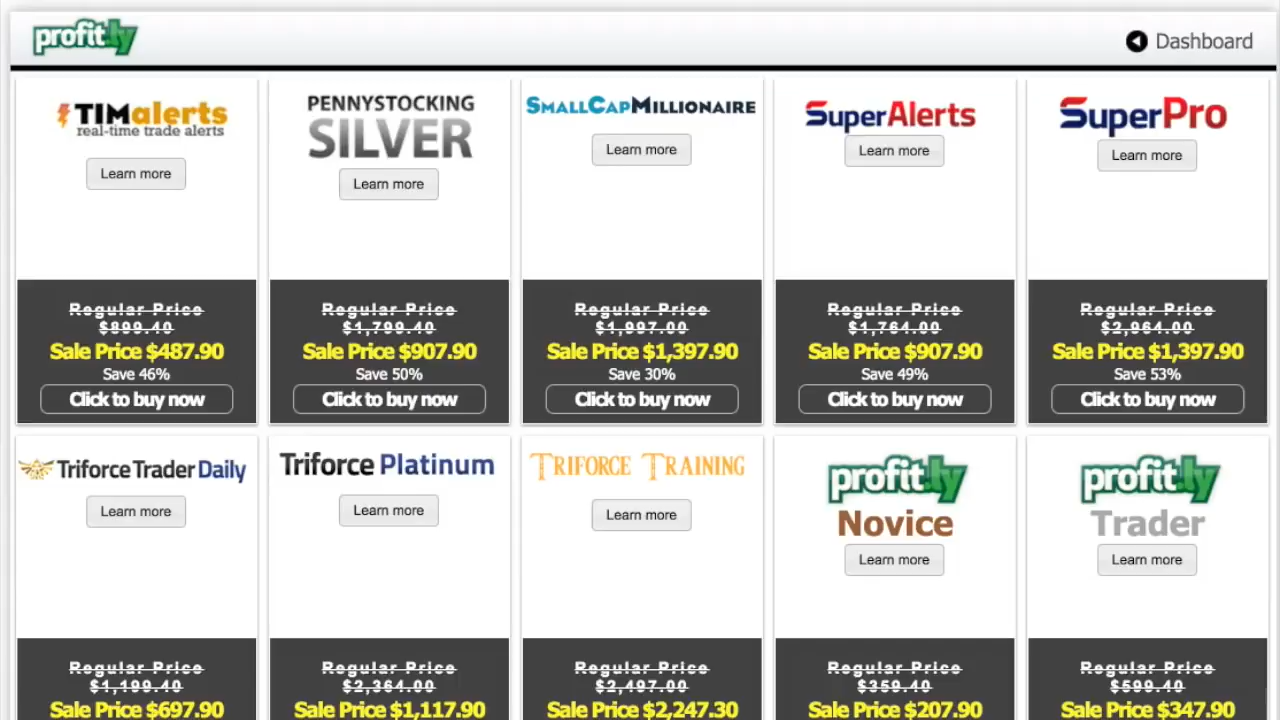 profit.ly
Dashboard
TIMalerts
real-time trade alerts
Learn more
Regular Price
$899.40
Sale Price $487.90
Save 46%
Click to buy now
PENNYSTOCKING
SILVER
Learn more
Regular Price
$1,799.40
Sale Price $907.90
Save 50%
Click to buy now
SMALLCAPMILLIONAIRE
Learn more
Regular Price
$1,997.00
Sale Price $1,397.90
Save 30%
Click to buy now
SuperAlerts
Learn more
Regular Price
$1,764.00
Sale Price $907.90
Save 49%
Click to buy now
SuperPro
Learn more
Regular Price
$2,964.00
Sale Price $1,397.90
Save 53%
Click to buy now
Triforce Trader Daily
Learn more
Regular Price
$1,199.40
Sale Price $697.90
Triforce Platinum
Learn more
Regular Price
$2,364.00
Sale Price $1,117.90
TRIFORCE TRAINING
Learn more
Regular Price
$2,497.00
Sale Price $2,247.30
profit.ly
Novice
Learn more
Regular Price
$359.40
Sale Price $207.90
profit.ly
Trader
Learn more
Regular Price
$599.40
Sale Price $347.90